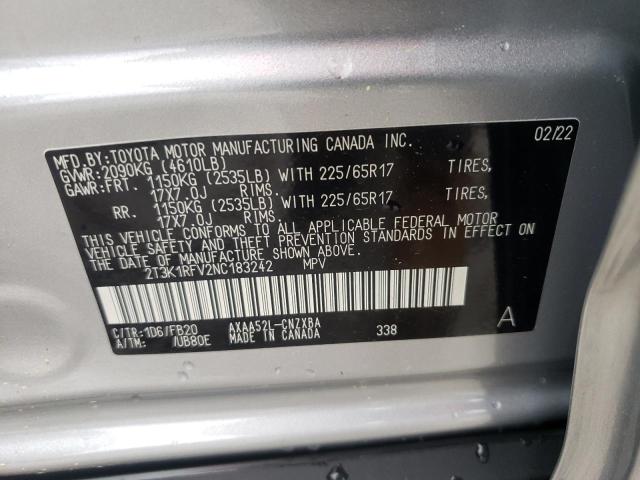 MFD. BY: TOYOTA MOTOR MANUFACTURING CANADA INC. 02/22
GVWR: 2090KG (4610LB)
GAWR: FRT. 1150KG (2535LB) WITH 225/65R17 TIRES,
17X7.0J RIMS.
RR. 1150KG (2535LB) WITH 225/65R17 TIRES,
17X7.0J RIMS.
THIS VEHICLE CONFORMS TO ALL APPLICABLE FEDERAL MOTOR
VEHICLE SAFETY AND THEFT PREVENTION STANDARDS IN EFFECT ON
THE DATE OF MANUFACTURE SHOWN ABOVE.
2T3K1RFV2NC183242 MPV
C/TR: 1D6/FB20 AXAA52L-CNZXBA 338 A
A/TM: /UB80E MADE IN CANADA